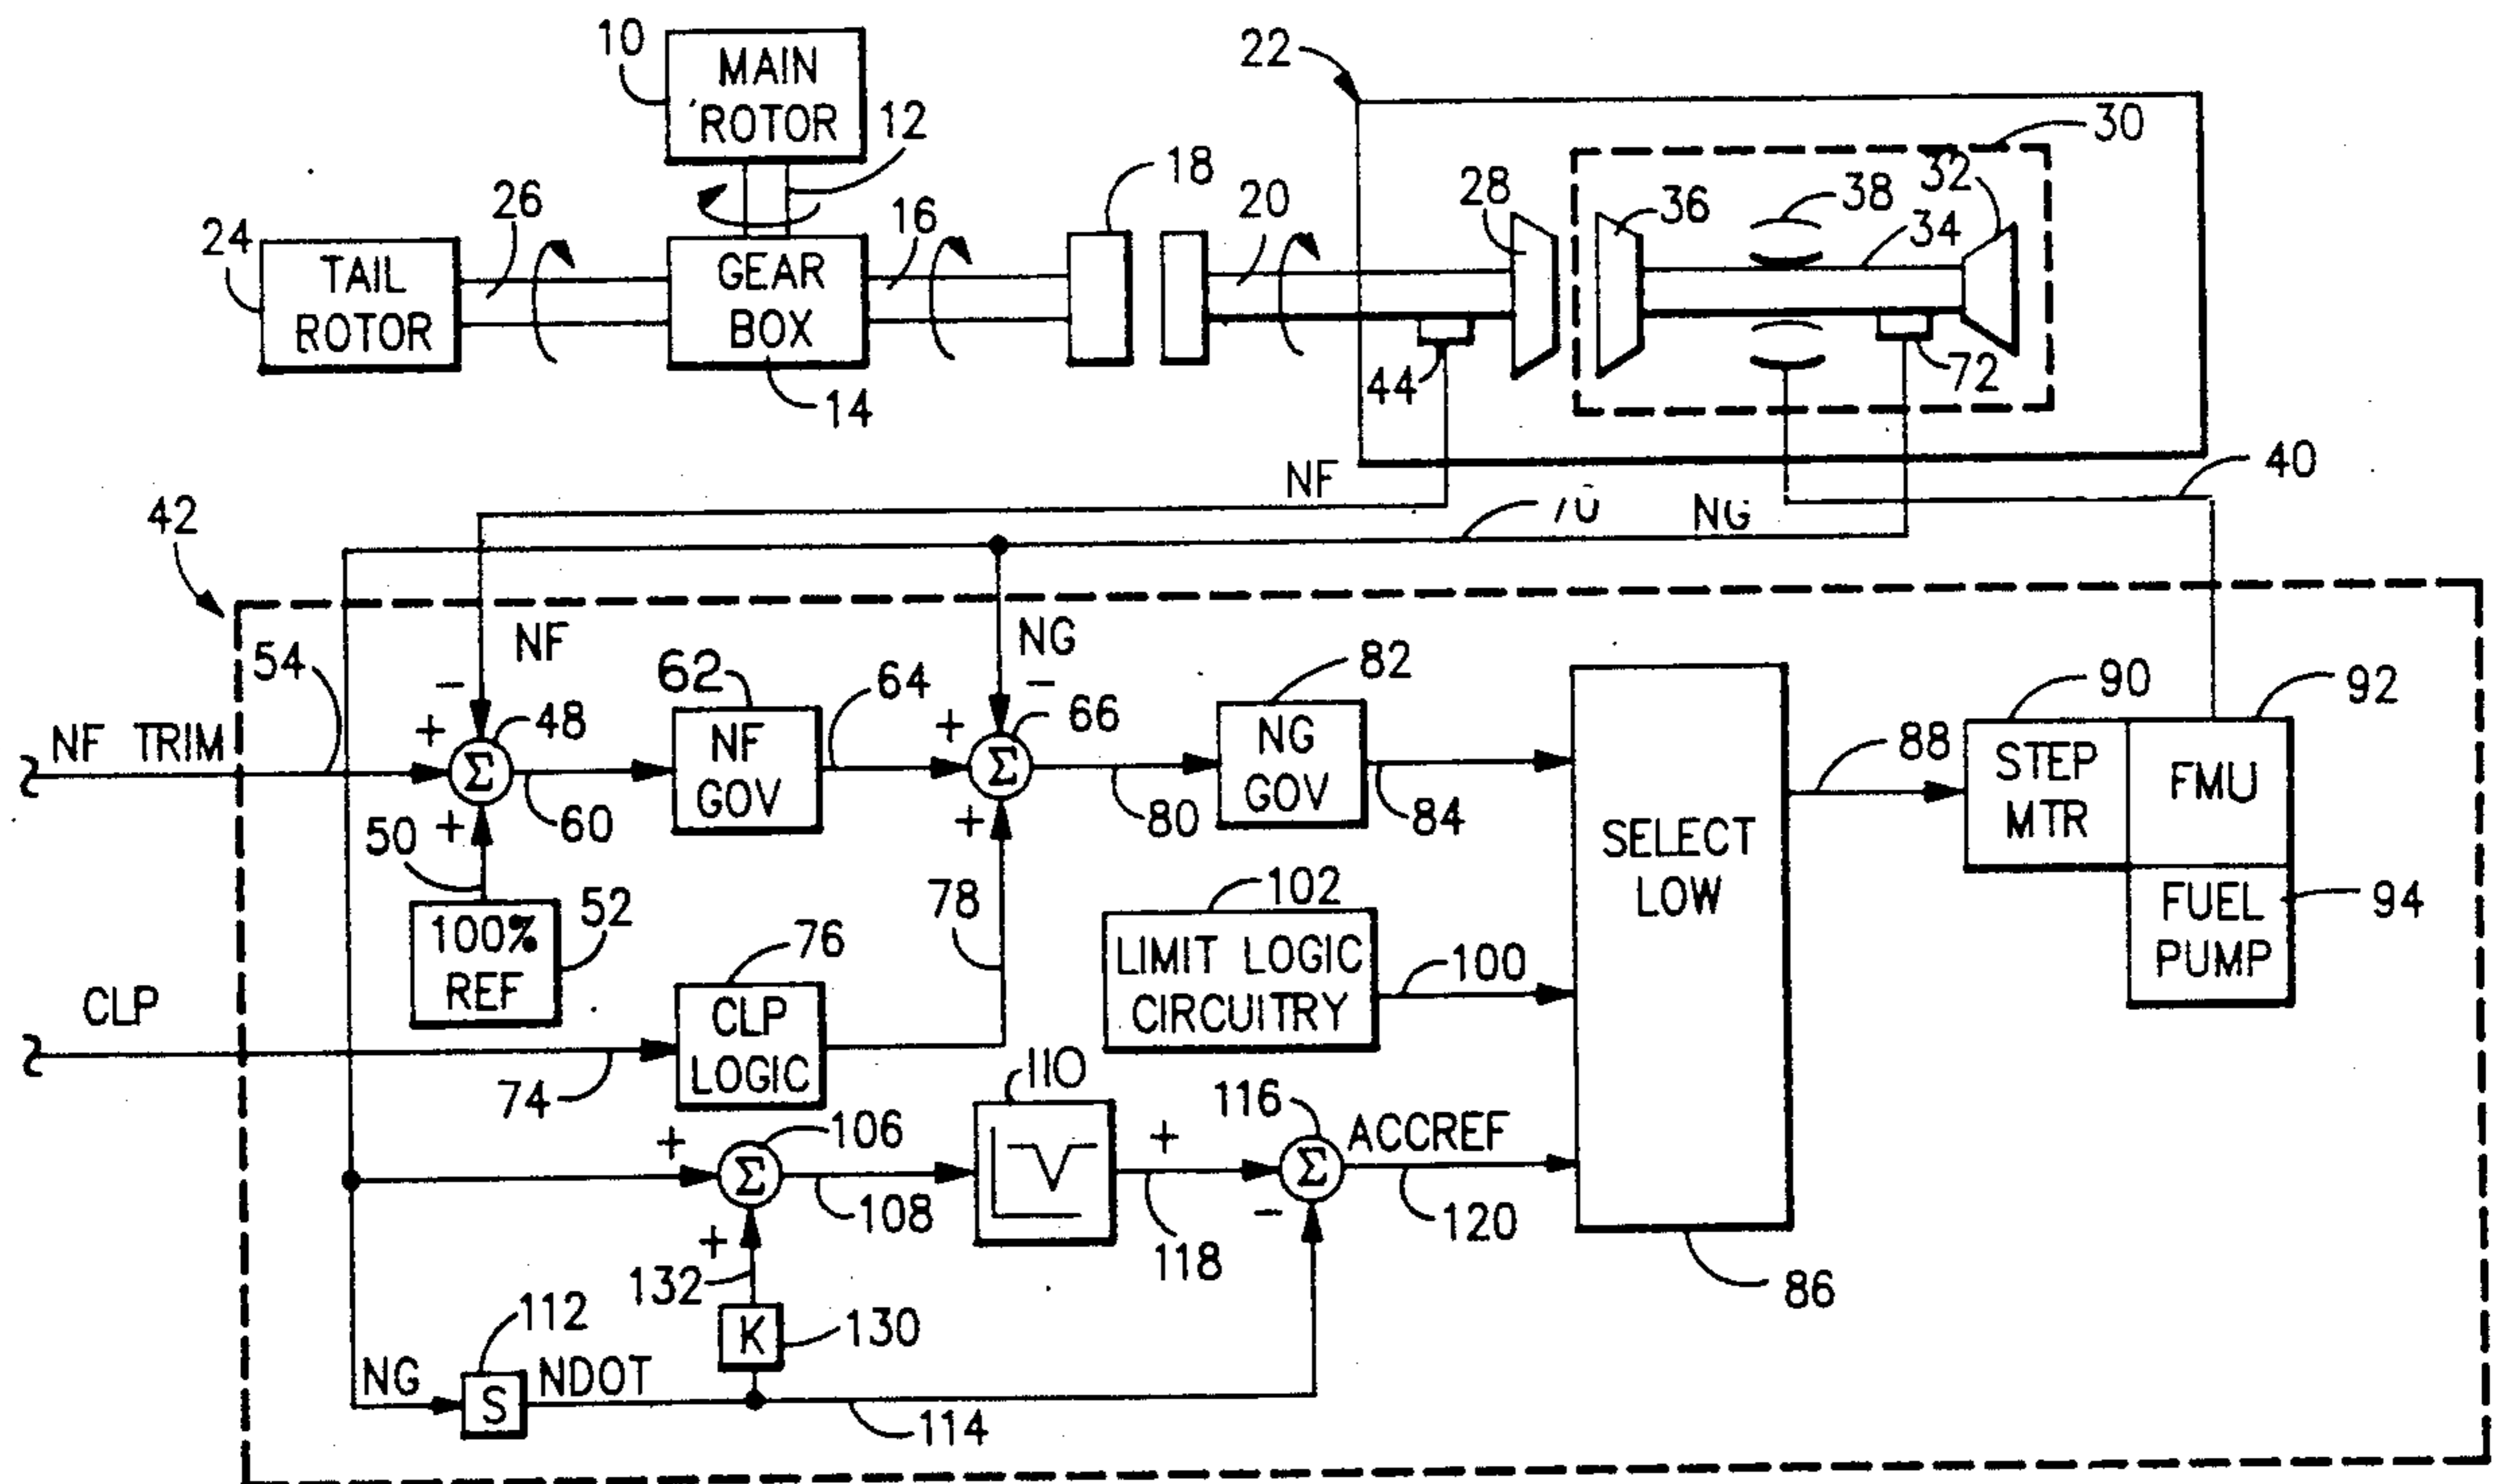 10
MAIN
ROTOR
12
22
30
18
28
36
38
32
34
24
26
16
20
TAIL
ROTOR
GEAR
BOX
14
44
72
NF
40
42
70
NG
54
NF
62
64
NG
66
82
90
92
NF TRIM
-
+
48
Σ
NF
GOV
+
-
Σ
NG
GOV
88
STEP
MTR
FMU
50
+
60
+
80
84
SELECT
LOW
100%
REF
52
78
102
FUEL
PUMP
94
CLP
76
LIMIT LOGIC
CIRCUITRY
100
CLP
LOGIC
74
110
116
ACCREF
+
106
Σ
+
Σ
108
118
-
120
+
132
86
112
K
130
NG
S
NDOT
114